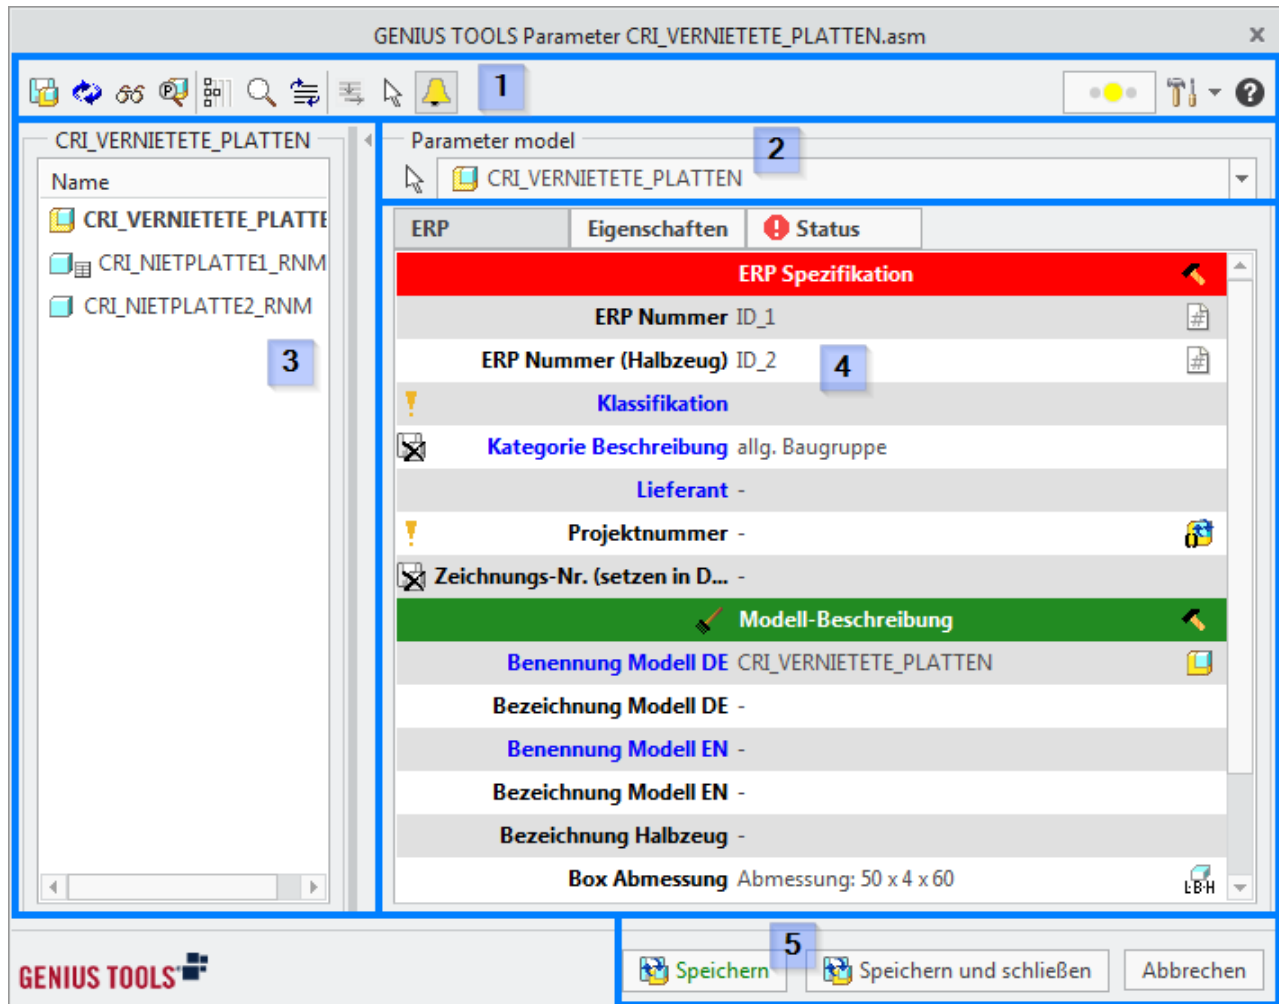 GENIUS TOOLS Parameter CRI_VERNIETETE_PLATTEN.asm
1
CRI_VERNIETETE_PLATTEN
Name
CRI_VERNIETETE_PLATTE
CRI_NIETPLATTE1_RNM
CRI_NIETPLATTE2_RNM
3
Parameter model
2
CRI_VERNIETETE_PLATTEN
ERP Eigenschaften Status
ERP Spezifikation
ERP Nummer ID_1
ERP Nummer (Halbzeug) ID_2
4
Klassifikation
Kategorie Beschreibung allg. Baugruppe
Lieferant -
Projektnummer -
Zeichnungs-Nr. (setzen in D... -
Modell-Beschreibung
Benennung Modell DE CRI_VERNIETETE_PLATTEN
Bezeichnung Modell DE -
Benennung Modell EN -
Bezeichnung Modell EN -
Bezeichnung Halbzeug -
Box Abmessung Abmessung: 50 x 4 x 60
L·B·H
5
GENIUS TOOLS
Speichern Speichern und schließen Abbrechen